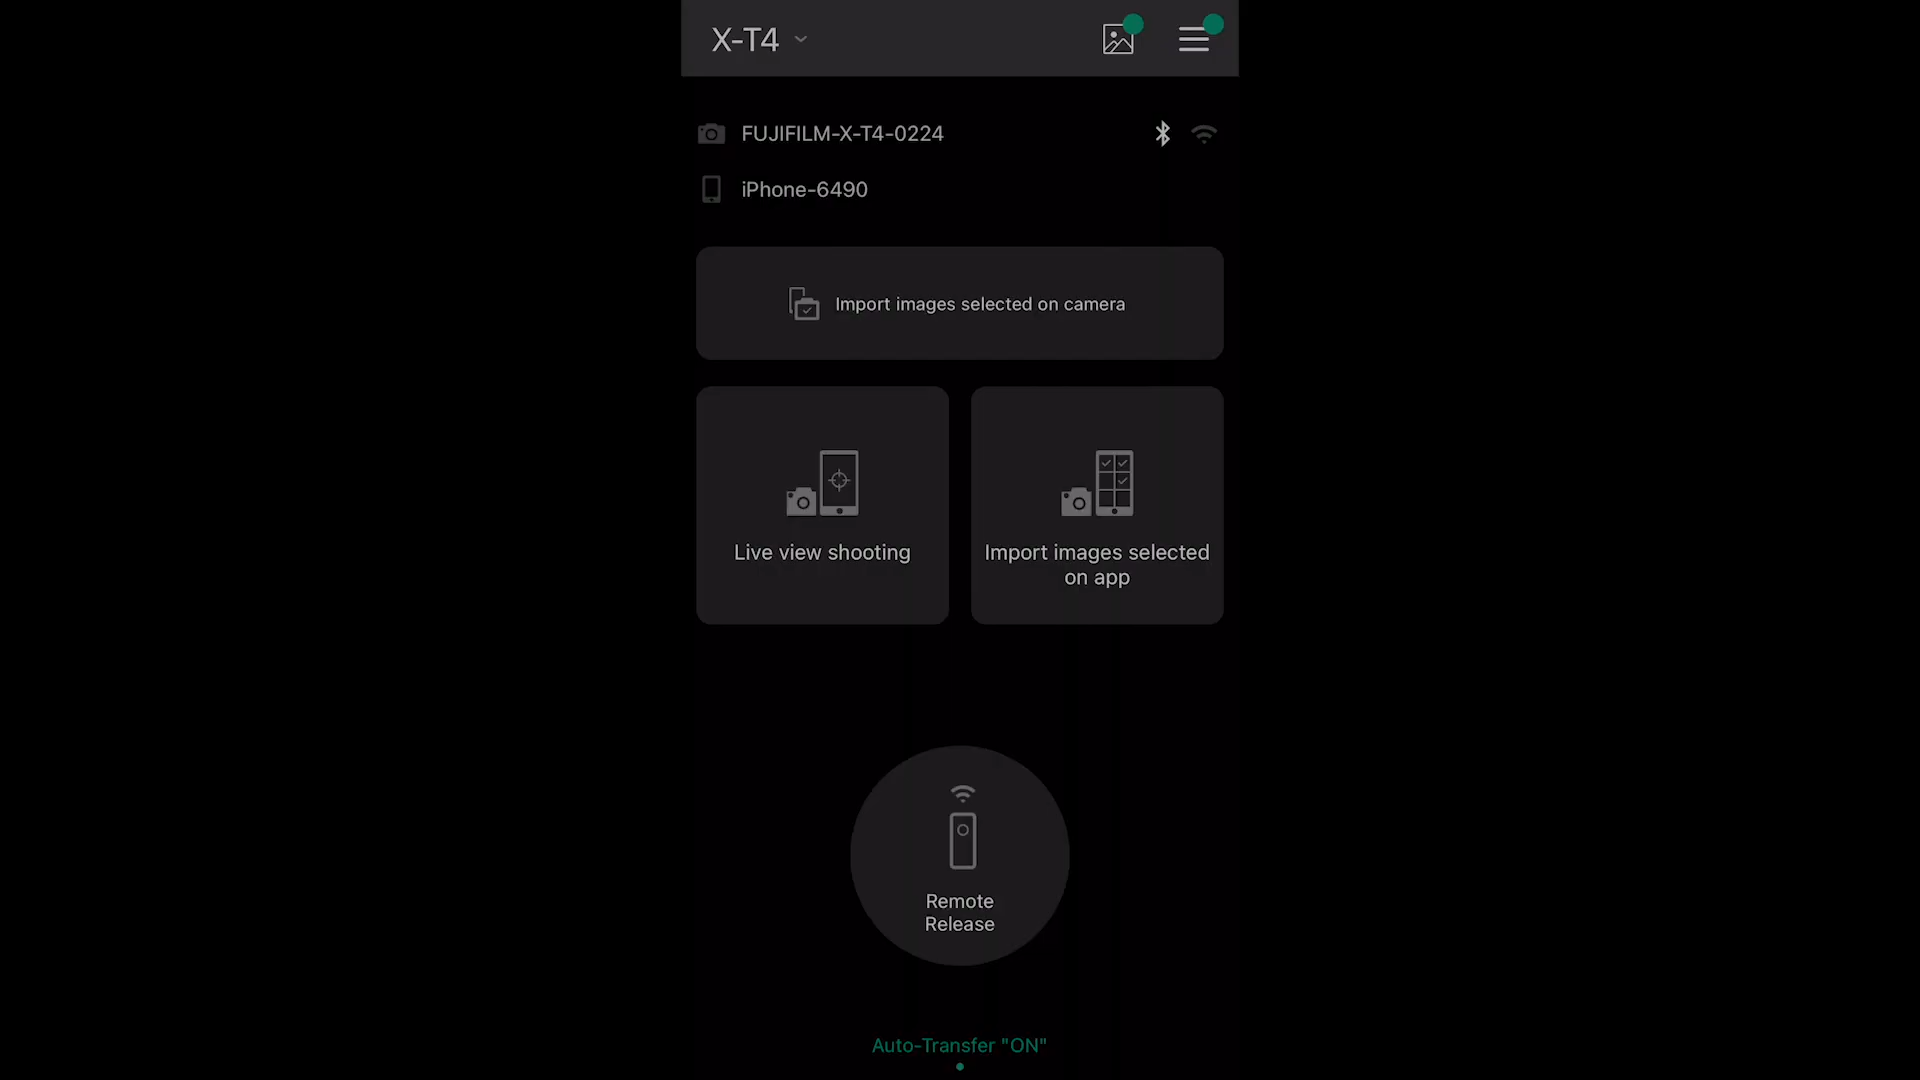 X-T4
FUJIFILM-X-T4-0224
iPhone-6490
Import images selected on camera
Live view shooting
Import images selected
on app
Remote
Release
Auto-Transfer "ON"